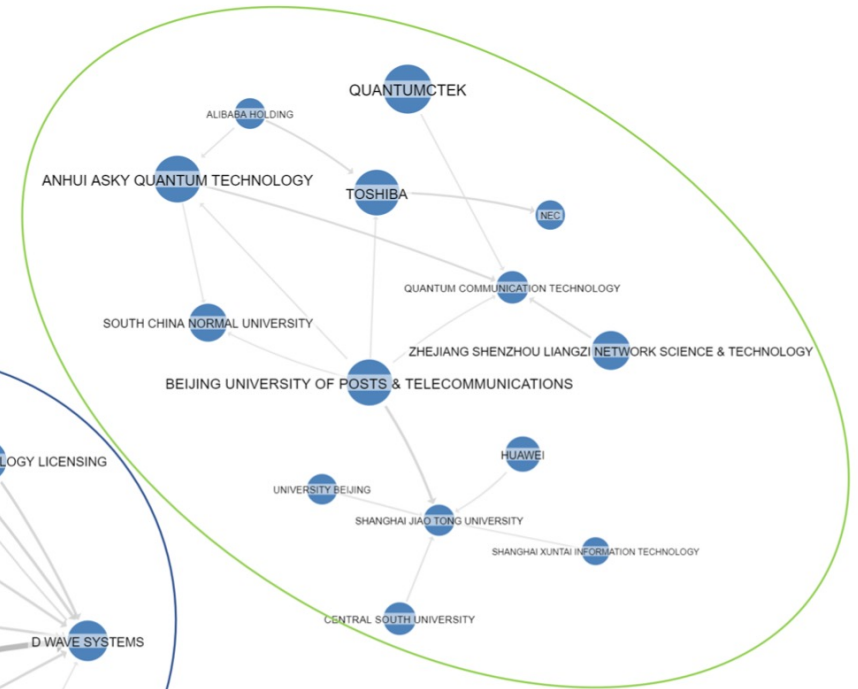 QUANTUMCTEK
ALIBABA HOLDING
ANHUI ASKY QUANTUM TECHNOLOGY
TOSHIBA
NEC
QUANTUM COMMUNICATION TECHNOLOGY
SOUTH CHINA NORMAL UNIVERSITY
ZHEJIANG SHENZHOU LIANGZI NETWORK SCIENCE & TECHNOLOGY
BEIJING UNIVERSITY OF POSTS & TELECOMMUNICATIONS
HUAWEI
LOGY LICENSING
UNIVERSITY BEIJING
SHANGHAI JIAO TONG UNIVERSITY
SHANGHAI XUNTAI INFORMATION TECHNOLOGY
CENTRAL SOUTH UNIVERSITY
D WAVE SYSTEMS